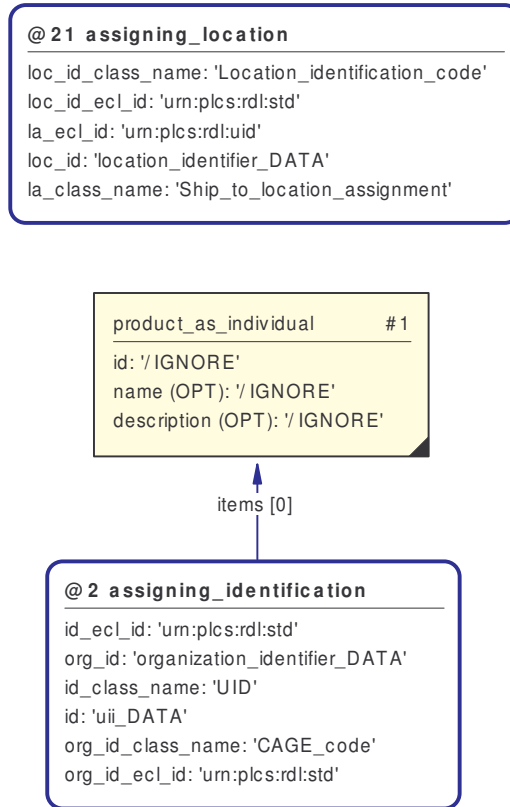 @21 assigning_location
loc_id_class_name: 'Location_identification_code'
loc_id_ecl_id: 'urn:plcs:rdl:std'
la_ecl_id: 'urn:plcs:rdl:uid'
loc_id: 'location_identifier_DATA'
la_class_name: 'Ship_to_location_assignment'
product_as_individual #1
id: '/IGNORE'
name (OPT): '/IGNORE'
description (OPT): '/IGNORE'
items [0]
@2 assigning_identification
id_ecl_id: 'urn:plcs:rdl:std'
org_id: 'organization_identifier_DATA'
id_class_name: 'UID'
id: 'uii_DATA'
org_id_class_name: 'CAGE_code'
org_id_ecl_id: 'urn:plcs:rdl:std'